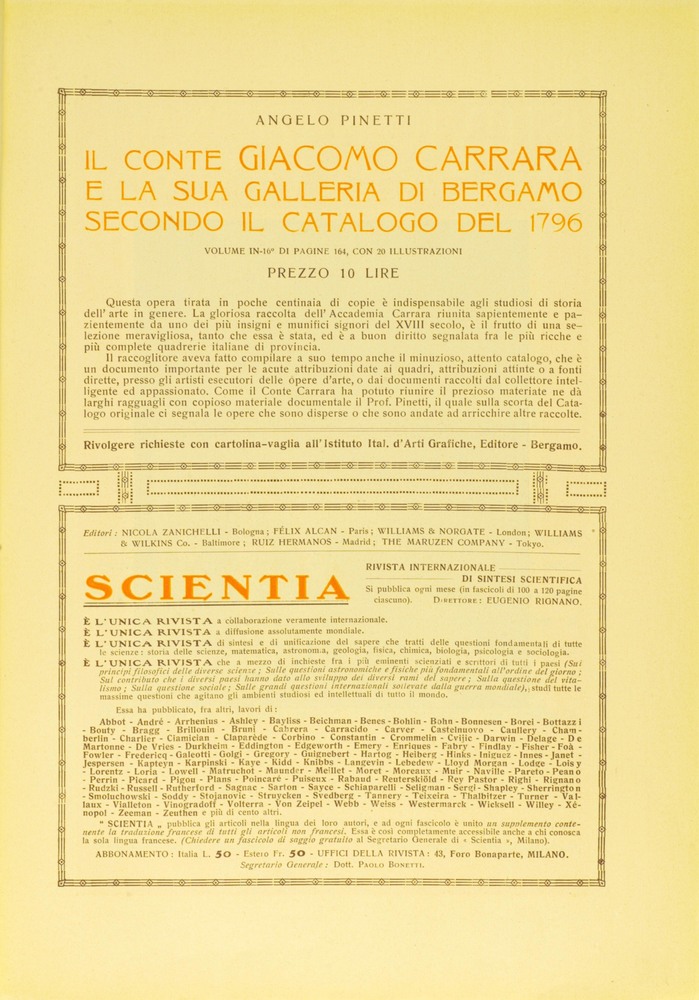 ANGELO PINETTI
IL CONTE GIACOMO CARRARA
E LA SUA GALLERIA DI BERGAMO
SECONDO IL CATALOGO DEL 1796
VOLUME IN-16° DI PAGINE 164, CON 20 ILLUSTRAZIONI
PREZZO 10 LIRE
Questa opera tirata in poche centinaia di copie è indispensabile agli studiosi di storia
dell'arte in genere. La gloriosa raccolta dell'Accademia Carrara riunita sapientemente e pa-
zientemente da uno dei più insigni e munifici signori del XVIII secolo, è il frutto di una se-
lezione meravigliosa, tanto che essa è stata, ed è a buon diritto segnalata fra le più ricche e
più complete quadrerie italiane di provincia.
Il raccoglitore aveva fatto compilare a suo tempo anche il minuzioso, attento catalogo, che è
un documento importante per le acute attribuzioni date ai quadri, attribuzioni attinte o a fonti
dirette, presso gli artisti esecutori delle opere d'arte, o dai documenti raccolti dal collettore intel-
ligente ed appassionato. Come il Conte Carrara ha potuto riunire il prezioso materiale ne dà
larghi ragguagli con copioso materiale documentale il Prof. Pinetti, il quale sulla scorta del Cata-
logo originale ci segnala le opere che sono disperse o che sono andate ad arricchire altre raccolte.
Rivolgere richieste con cartolina-vaglia all'Istituto Ital. d'Arti Grafiche, Editore - Bergamo.
Editori: NICOLA ZANICHELLI - Bologna; FÉLIX ALCAN - Paris; WILLIAMS & NORGATE - London; WILLIAMS
& WILKINS Co. - Baltimore; RUIZ HERMANOS - Madrid; THE MARUZEN COMPANY - Tokyo.
SCIENTIA
RIVISTA INTERNAZIONALE
DI SINTESI SCIENTIFICA
Si pubblica ogni mese (in fascicoli di 100 a 120 pagine
ciascuno). DIRETTORE: EUGENIO RIGNANO.
È L'UNICA RIVISTA a collaborazione veramente internazionale.
È L'UNICA RIVISTA a diffusione assolutamente mondiale.
È L'UNICA RIVISTA di sintesi e di unificazione del sapere che tratti delle questioni fondamentali di tutte
le scienze: storia delle scienze, matematica, astronomia, geologia, fisica, chimica, biologia, psicologia e sociologia.
È L'UNICA RIVISTA che a mezzo di inchieste fra i più eminenti scienziati e scrittori di tutti i paesi (Sui
principi filosofici delle diverse scienze; Sulle questioni astronomiche e fisiche più fondamentali all'ordine del giorno;
Sul contributo che i diversi paesi hanno dato allo sviluppo dei diversi rami del sapere; Sulla questione del vita-
lismo; Sulla questione sociale; Sulle grandi questioni internazionali sollevate dalla guerra mondiale), studi tutte le
massime questioni che agitano gli ambienti studiosi ed intellettuali di tutto il mondo.
Essa ha pubblicato, fra altri, lavori di:
Abbot - André - Arrhenius - Ashley - Bayliss - Beichman - Benes - Bohlin - Bohn - Bonnesen - Borel - Bottazzi
- Bouty - Bragg - Brillouin - Bruni - Cabrera - Carracido - Carver - Castelnuovo - Caullery - Cham-
berlin - Charlier - Ciamician - Claparède - Corbino - Constantin - Crommelin - Cvijic - Darwin - Delage - De
Martonne - De Vries - Durkheim - Eddington - Edgeworth - Emery - Enriques - Fabry - Findlay - Fisher - Foà -
Fowler - Fredericq - Galeotti - Golgi - Gregory - Guignebert - Hartog - Heiberg - Hinks - Iniguez - Innes - Janet -
Jespersen - Kapteyn - Karpinski - Kaye - Kidd - Knibbs - Langevin - Lebedew - Lloyd Morgan - Lodge - Loisy
- Lorentz - Loria - Lowell - Matruchot - Maunder - Meillet - Moret - Moreaux - Muir - Naville - Pareto - Penno
- Perrin - Picard - Pigou - Plans - Poincaré - Puiseux - Rabaud - Reuterskiöld - Rey Pastor - Righi - Rignano
- Rudzki - Russell - Rutherford - Sagnac - Sarton - Sayce - Schiaparelli - Seligman - Sergi - Shapley - Sherrington
- Smoluchowski - Soddy - Stojanovic - Struycken - Svedberg - Tannery - Teixeira - Thalbitzer - Turner - Val-
laux - Vialleton - Vinogradoff - Volterra - Von Zeipel - Webb - Weiss - Westermarck - Wicksell - Willey - Xé-
nopol - Zeeman - Zeuthen e più di cento altri.
" SCIENTIA „ pubblica gli articoli nella lingua dei loro autori, e ad ogni fascicolo è unito un supplemento conte-
nente la traduzione francese di tutti gli articoli non francesi. Essa è così completamente accessibile anche a chi conosca
la sola lingua francese. (Chiedere un fascicolo di saggio gratuito al Segretario Generale di « Scientia », Milano).
ABBONAMENTO: Italia L. 50 - Estero Fr. 50 - UFFICI DELLA RIVISTA: 43, Foro Bonaparte, MILANO.
Segretario Generale: Dott. PAOLO BONETTI.